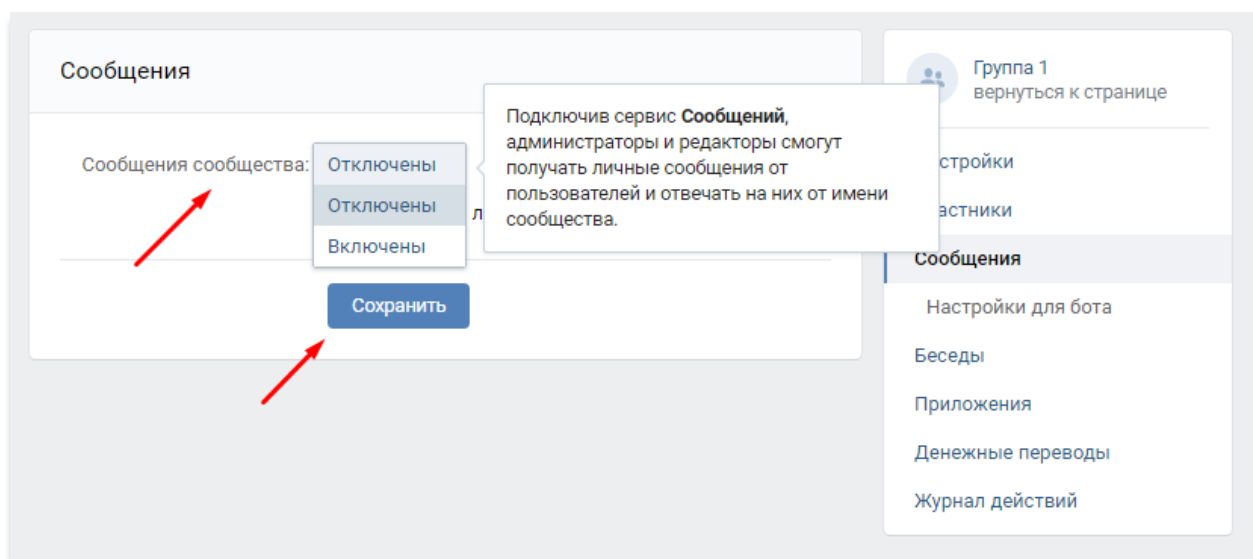 Сообщения
Сообщения сообщества:
Отключены
Отключены
Включены
Подключив сервис Сообщений,
администраторы и редакторы смогут
получать личные сообщения от
пользователей и отвечать на них от имени
сообщества.
Сохранить
Группа 1
вернуться к странице
стройки
астники
Сообщения
Настройки для бота
Беседы
Приложения
Денежные переводы
Журнал действий